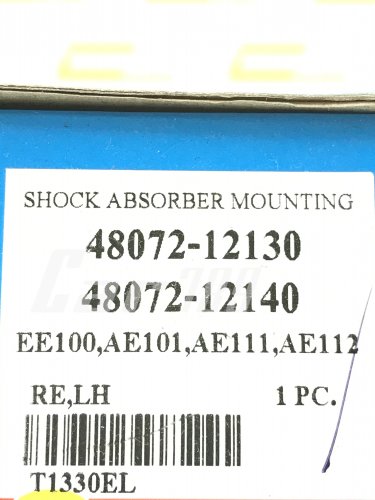 SHOCK ABSORBER MOUNTING
48072-12130
48072-12140
EE100,AE101,AE111,AE112
RE,LH 1 PC.
T1330EL